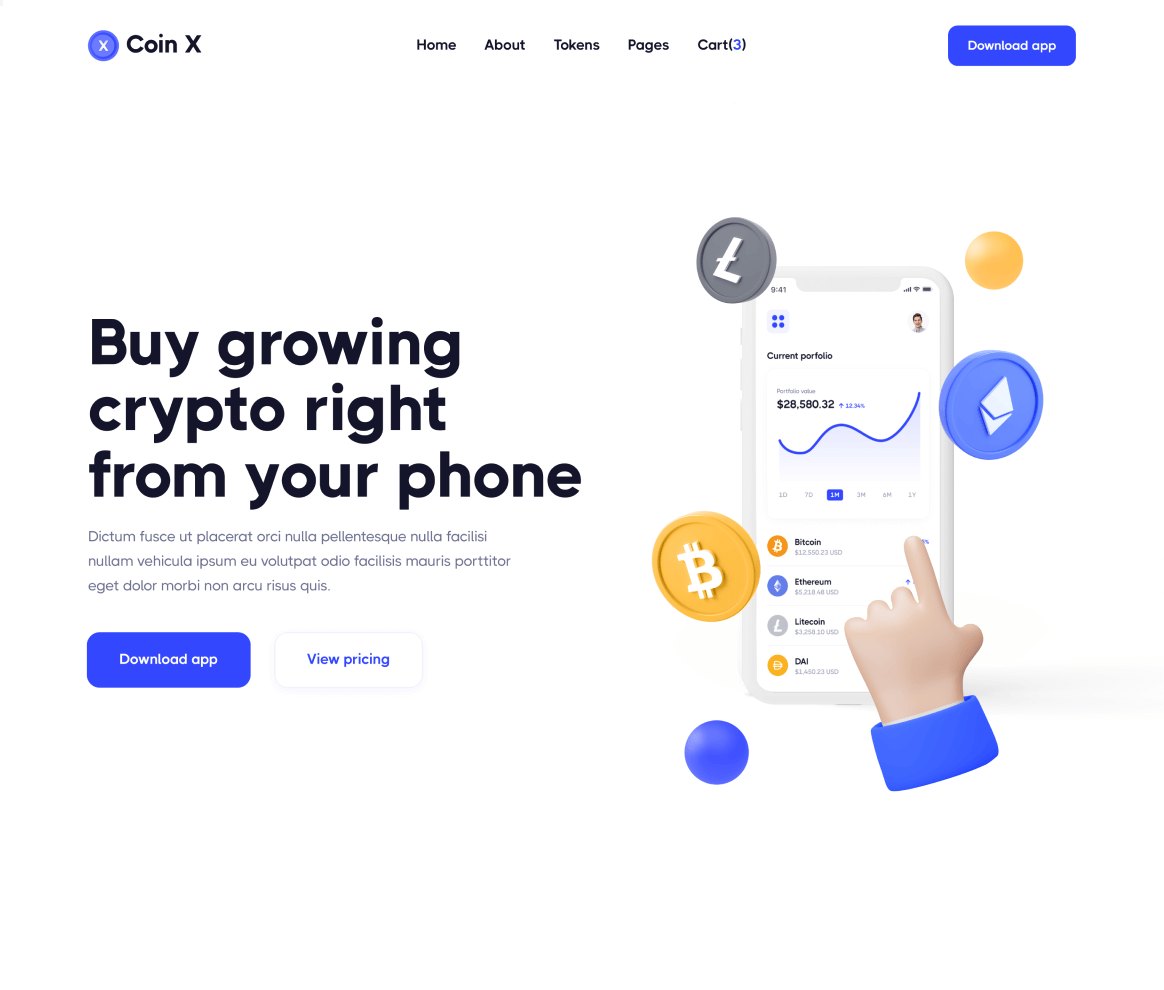 X Coin X
Home About Tokens Pages Cart(3)
Download app
Buy growing
crypto right
from your phone
Dictum fusce ut placerat orci nulla pellentesque nulla facilisi
nullam vehicula ipsum eu volutpat odio facilisis mauris porttitor
eget dolor morbi non arcu risus quis.
Download app View pricing
9:41
Current porfolio
Portfolio value
$28,580.32 12.34%
1D 7D 1M 3M 6M 1Y
Bitcoin
$12,550.23 USD
Ethereum
$5,218.48 USD
Litecoin
$3,258.10 USD
DAI
$1,450.23 USD